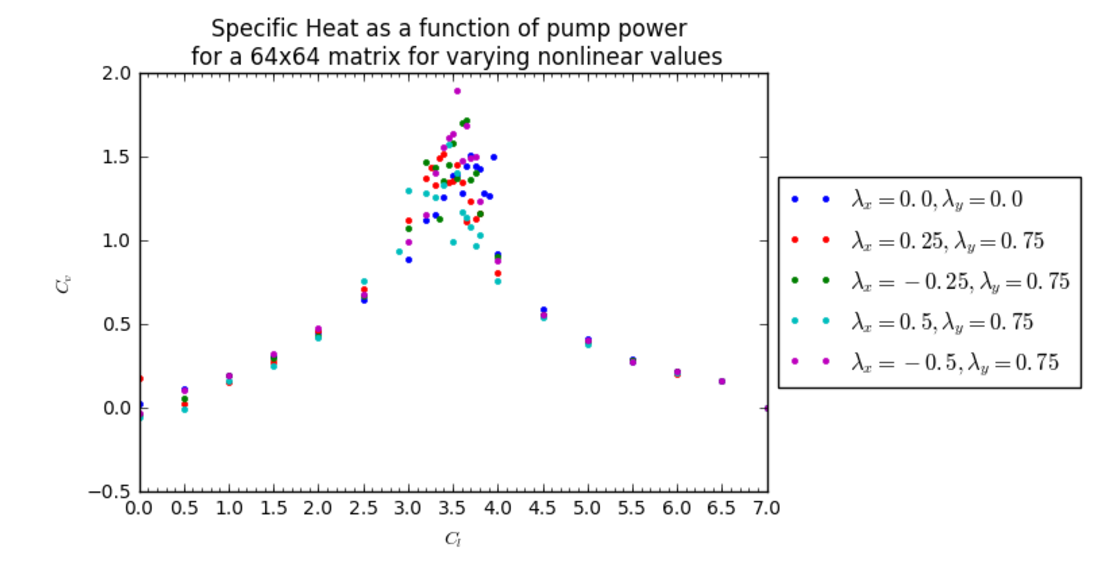 Specific Heat as a function of pump power
for a 64x64 matrix for varying nonlinear values
2.0
1.5
1.0
0.5
0.0
−0.5
C_v
0.0 0.5 1.0 1.5 2.0 2.5 3.0 3.5 4.0 4.5 5.0 5.5 6.0 6.5 7.0
C_l
λ_x = 0.0, λ_y = 0.0
λ_x = 0.25, λ_y = 0.75
λ_x = −0.25, λ_y = 0.75
λ_x = 0.5, λ_y = 0.75
λ_x = −0.5, λ_y = 0.75